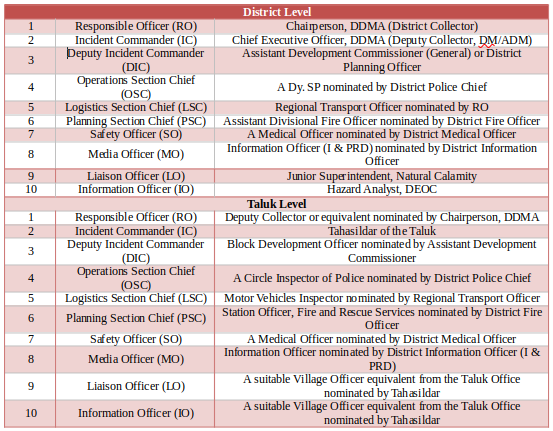 District Level
1 Responsible Officer (RO) Chairperson, DDMA (District Collector)
2 Incident Commander (IC) Chief Executive Officer, DDMA (Deputy Collector, DM/ADM)
3 Deputy Incident Commander (DIC) Assistant Development Commissioner (General) or District Planning Officer
4 Operations Section Chief (OSC) A Dy. SP nominated by District Police Chief
5 Logistics Section Chief (LSC) Regional Transport Officer nominated by RO
6 Planning Section Chief (PSC) Assistant Divisional Fire Officer nominated by District Fire Officer
7 Safety Officer (SO) A Medical Officer nominated by District Medical Officer
8 Media Officer (MO) Information Officer (I & PRD) nominated by District Information Officer
9 Liaison Officer (LO) Junior Superintendent, Natural Calamity
10 Information Officer (IO) Hazard Analyst, DEOC
Taluk Level
1 Responsible Officer (RO) Deputy Collector or equivalent nominated by Chairperson, DDMA
2 Incident Commander (IC) Tahasildar of the Taluk
3 Deputy Incident Commander (DIC) Block Development Officer nominated by Assistant Development Commissioner
4 Operations Section Chief (OSC) A Circle Inspector of Police nominated by District Police Chief
5 Logistics Section Chief (LSC) Motor Vehicles Inspector nominated by Regional Transport Officer
6 Planning Section Chief (PSC) Station Officer, Fire and Rescue Services nominated by District Fire Officer
7 Safety Officer (SO) A Medical Officer nominated by District Medical Officer
8 Media Officer (MO) Information Officer nominated by District Information Officer (I & PRD)
9 Liaison Officer (LO) A suitable Village Officer equivalent from the Taluk Office nominated by Tahasildar
10 Information Officer (IO) A suitable Village Officer equivalent from the Taluk Office nominated by Tahasildar